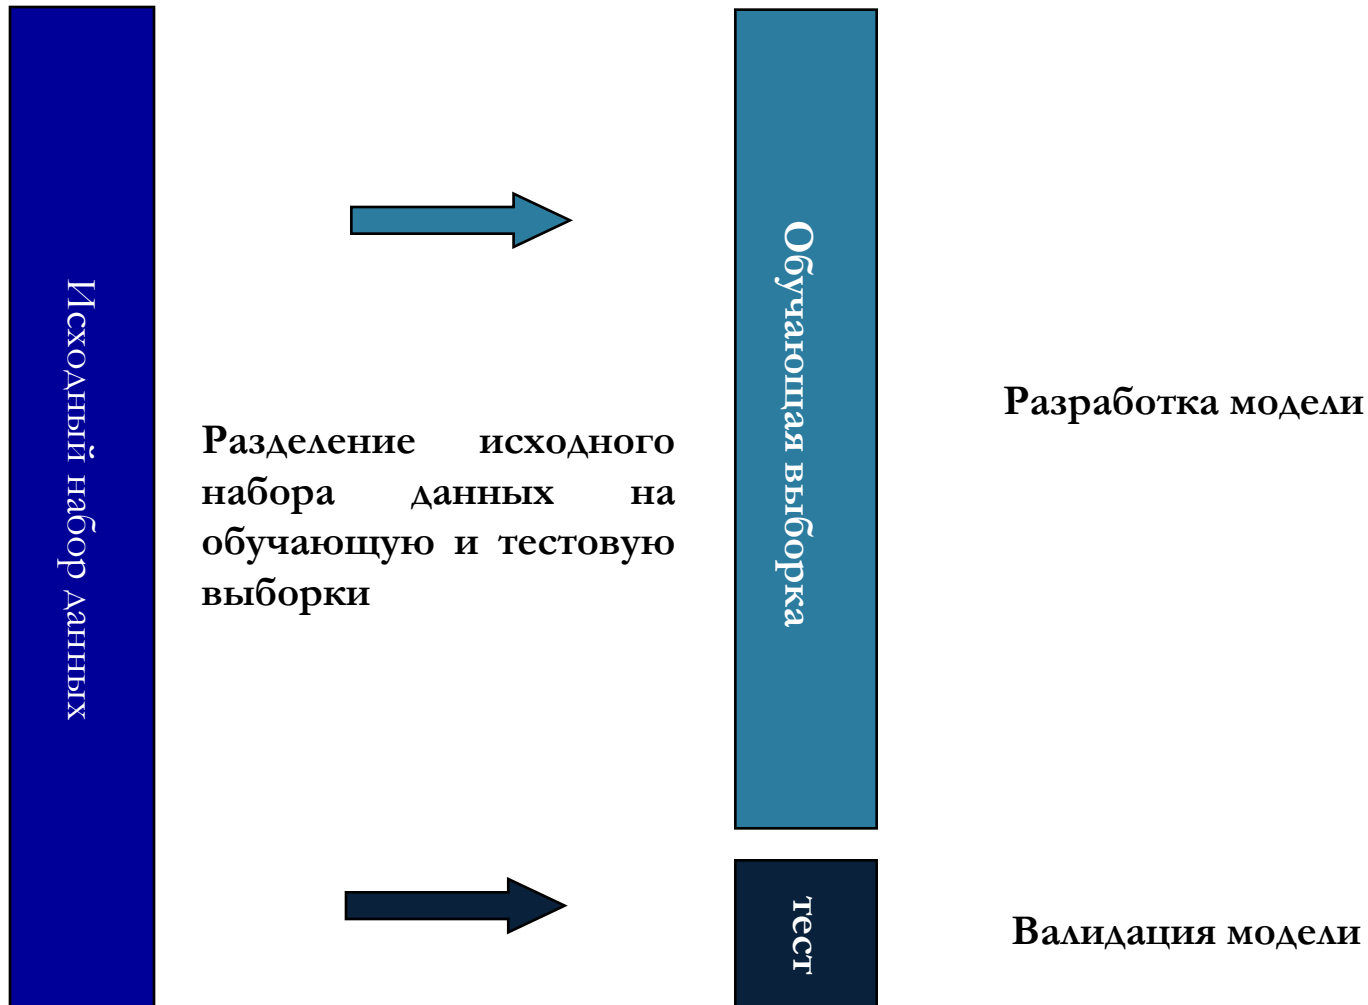 Исходный набор данных
Разделение исходного
набора данных на
обучающую и тестовую
выборки
Обучающая выборка
Разработка модели
тест
Валидация модели